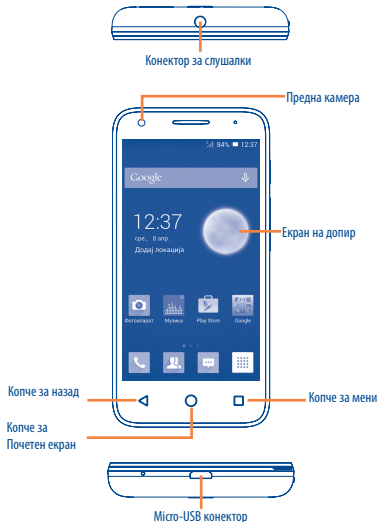 Конектор за слушалки
Предна камера
84% 12:37
Google
12:37
сре., 8 апр.
Додај локација
Екран на допир
Фотоапарат Музика Play Store Google
Копче за назад
Копче за мени
Копче за
Почетен екран
Micro-USB конектор